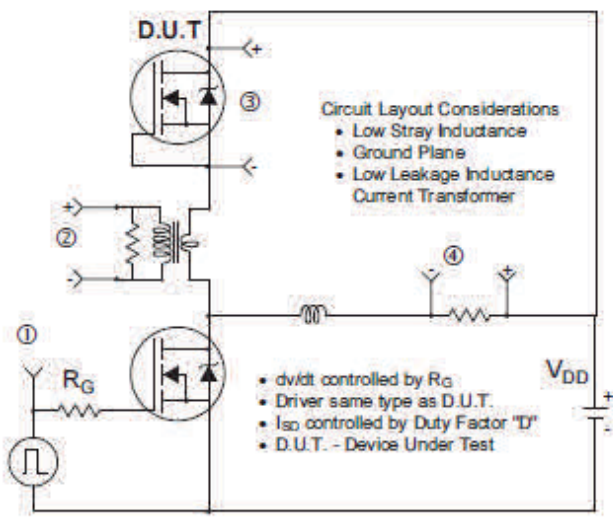 D.U.T
+
③
-
Circuit Layout Considerations
• Low Stray Inductance
• Ground Plane
• Low Leakage Inductance
Current Transformer
+
②
-
④
- +
①
RG
VDD
+
-
• dv/dt controlled by RG
• Driver same type as D.U.T.
• ISD controlled by Duty Factor "D"
• D.U.T. - Device Under Test